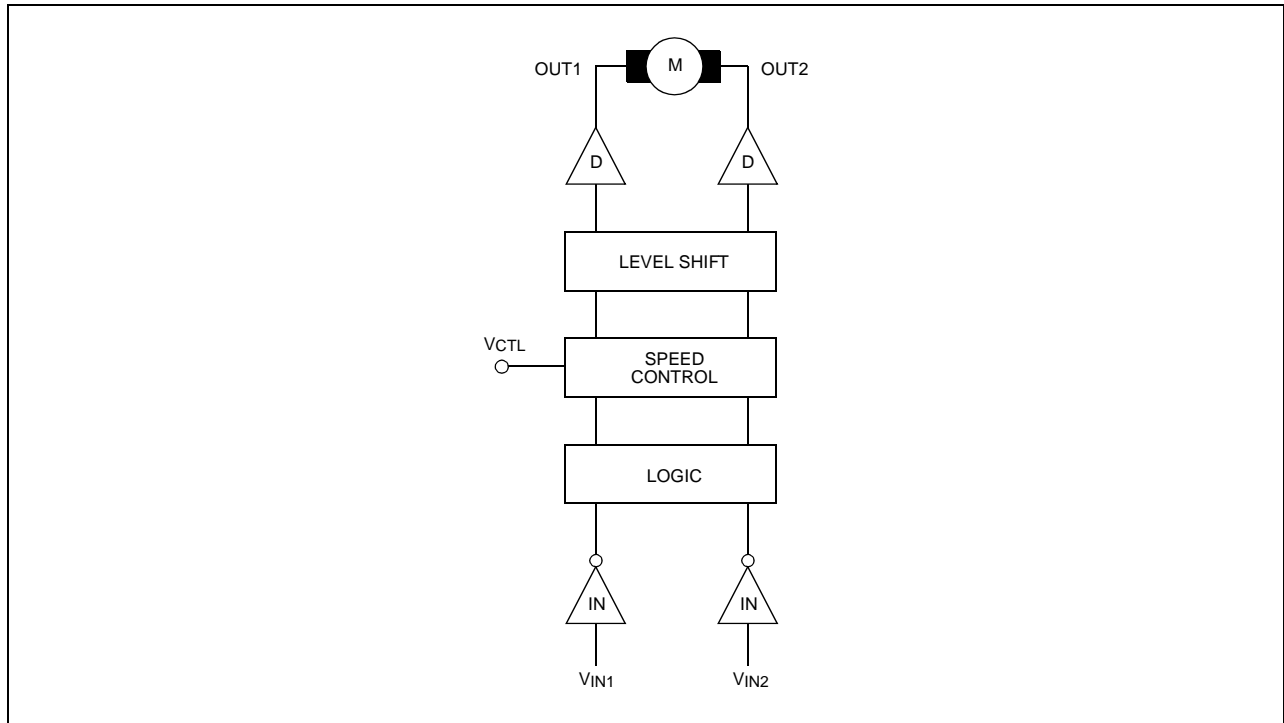 OUT1 M OUT2
D D
LEVEL SHIFT
VCTL
SPEED
CONTROL
LOGIC
IN IN
VIN1 VIN2